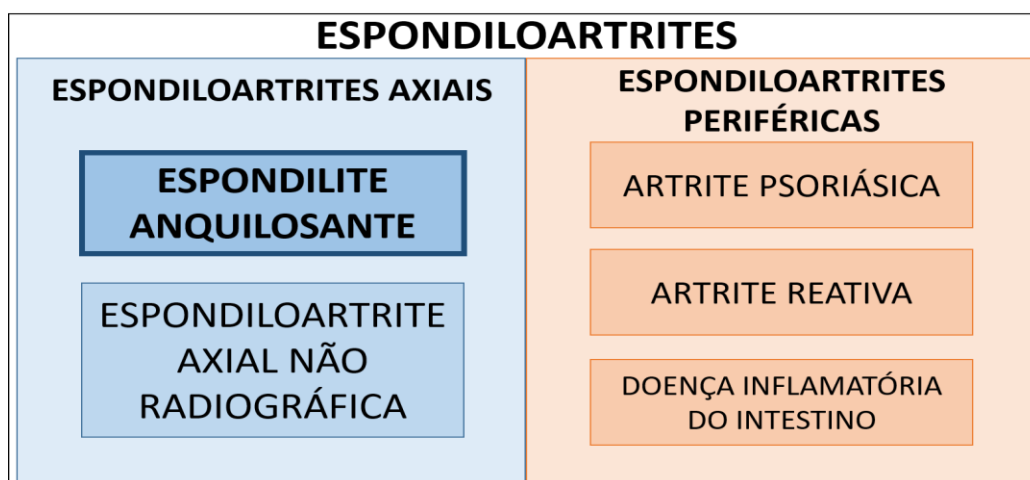 ESPONDILOARTRITES
ESPONDILOARTRITES AXIAIS
ESPONDILITE
ANQUILOSANTE
ESPONDILOARTRITE
AXIAL NÃO
RADIOGRÁFICA
ESPONDILOARTRITES
PERIFÉRICAS
ARTRITE PSORIÁSICA
ARTRITE REATIVA
DOENÇA INFLAMATÓRIA
DO INTESTINO